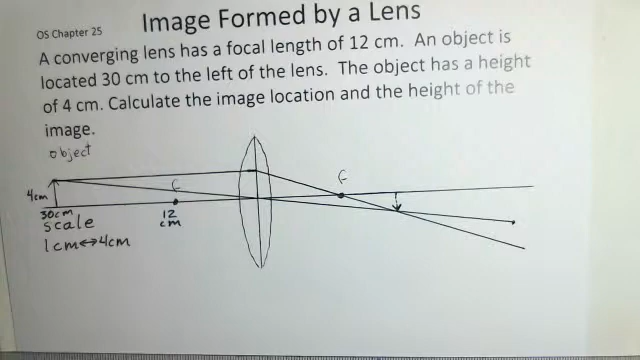 OS Chapter 25
Image Formed by a Lens
A converging lens has a focal length of 12 cm. An object is
located 30 cm to the left of the lens. The object has a height
of 4 cm. Calculate the image location and the height of the
image.
object
F
F
4cm
30cm
12
cm
scale
1cm↔4cm